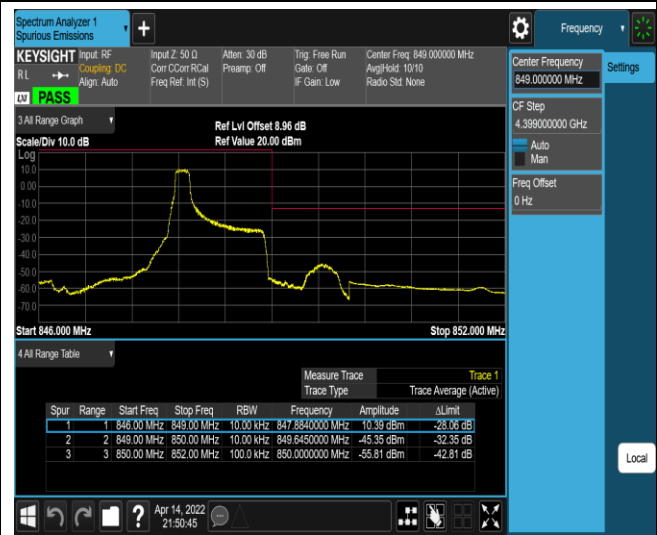 Spectrum Analyzer 1
Spurious Emissions
+
Frequency
KEYSIGHT
RL
LXI PASS
Input: RF
Coupling: DC
Align: Auto
Input Z: 50 Ω
Corr CCorr RCal
Freq Ref: Int (S)
Atten: 30 dB
Preamp: Off
Trig: Free Run
Gate: Off
IF Gain: Low
Center Freq: 849.000000 MHz
Avg|Hold: 10/10
Radio Std: None
Center Frequency
849.000000 MHz
Settings
CF Step
4.399000000 GHz
Auto
Man
Freq Offset
0 Hz
3 All Range Graph
Scale/Div 10.0 dB
Ref Lvl Offset 8.96 dB
Ref Value 20.00 dBm
Log
10.0
0.00
-10.0
-20.0
-30.0
-40.0
-50.0
-60.0
-70.0
Start 846.000 MHz
Stop 852.000 MHz
4 All Range Table
Measure Trace Trace 1
Trace Type Trace Average (Active)
Spur Range Start Freq Stop Freq RBW Frequency Amplitude ΔLimit
1 1 846.00 MHz 849.00 MHz 10.00 kHz 847.8840000 MHz 10.39 dBm -28.06 dB
2 2 849.00 MHz 850.00 MHz 10.00 kHz 849.6450000 MHz -45.35 dBm -32.35 dB
3 3 850.00 MHz 852.00 MHz 100.0 kHz 850.0000000 MHz -55.81 dBm -42.81 dB
Local
?
Apr 14, 2022
21:50:45